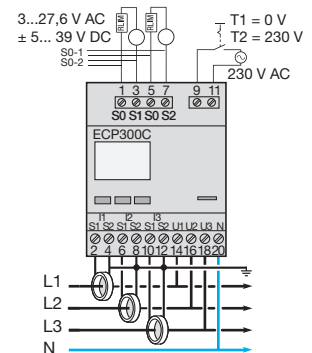 3...27,6 V AC
± 5... 39 V DC
RLIM RLIM
T1 = 0 V
T2 = 230 V
S0-1
S0-2
230 V AC
1 3 5 7 9 11
S0 S1 S0 S2
ECP300C
I1 I2 I3
S1 S2 S1 S2 S1 S2 U1 U2 U3 N
2 4 6 8 10 12 14 16 18 20
L1
L2
L3
N